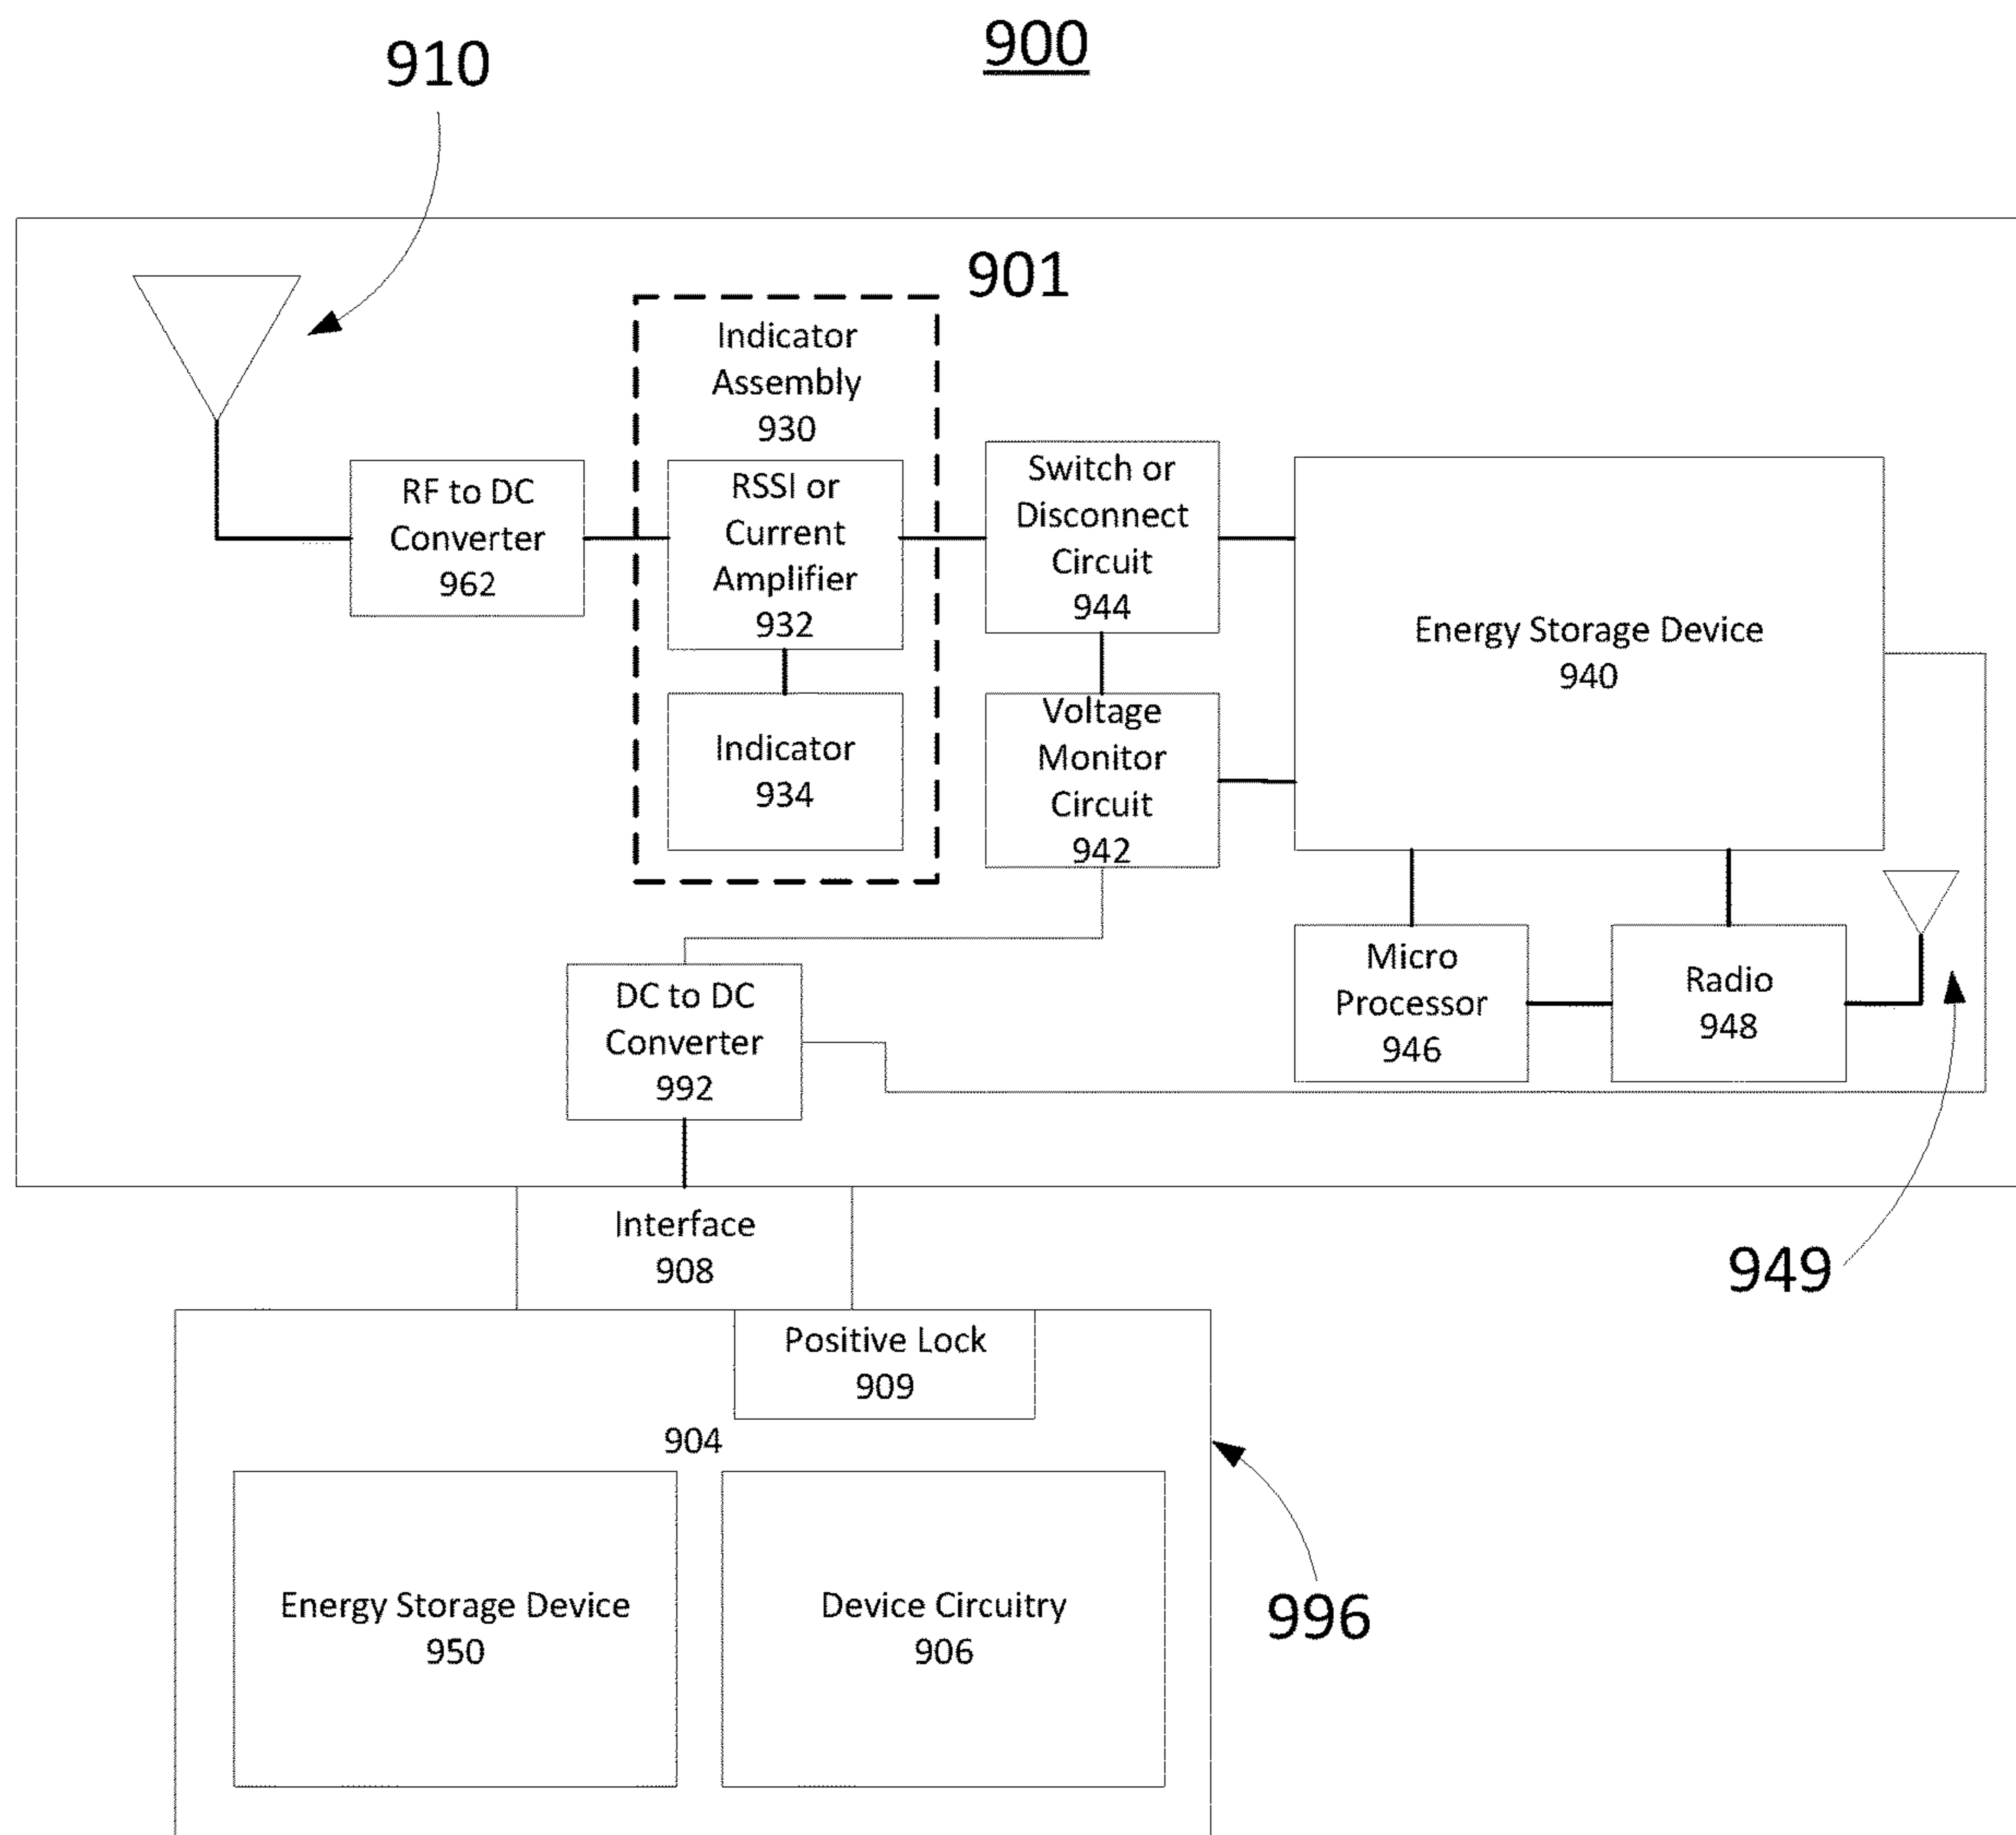 900
910
901
Indicator
Assembly
930
RF to DC
Converter
962
RSSI or
Current
Amplifier
932
Switch or
Disconnect
Circuit
944
Energy Storage Device
940
Indicator
934
Voltage
Monitor
Circuit
942
DC to DC
Converter
992
Micro
Processor
946
Radio
948
949
Interface
908
Positive Lock
909
904
996
Energy Storage Device
950
Device Circuitry
906